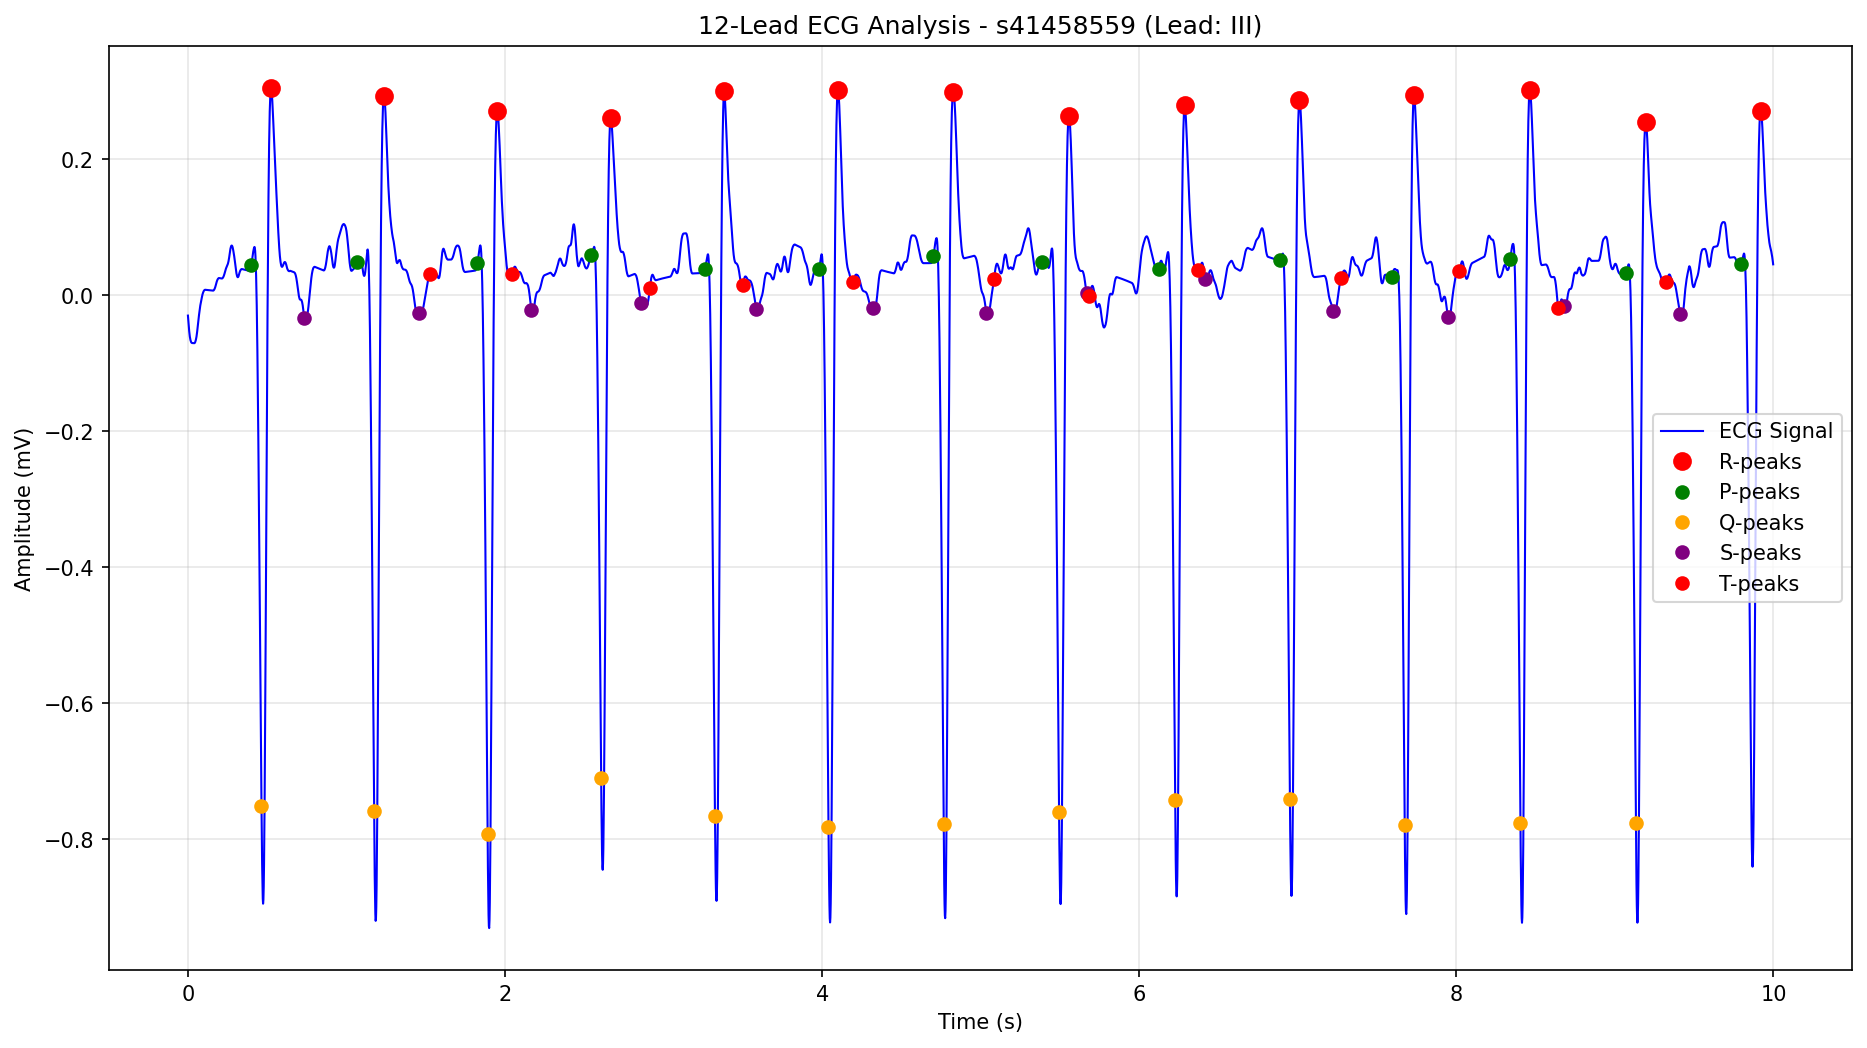 12-Lead ECG Analysis - s41458559 (Lead: III)
Amplitude (mV)
0.2
0.0
−0.2
−0.4
−0.6
−0.8
ECG Signal
R-peaks
P-peaks
Q-peaks
S-peaks
T-peaks
0 2 4 6 8 10
Time (s)